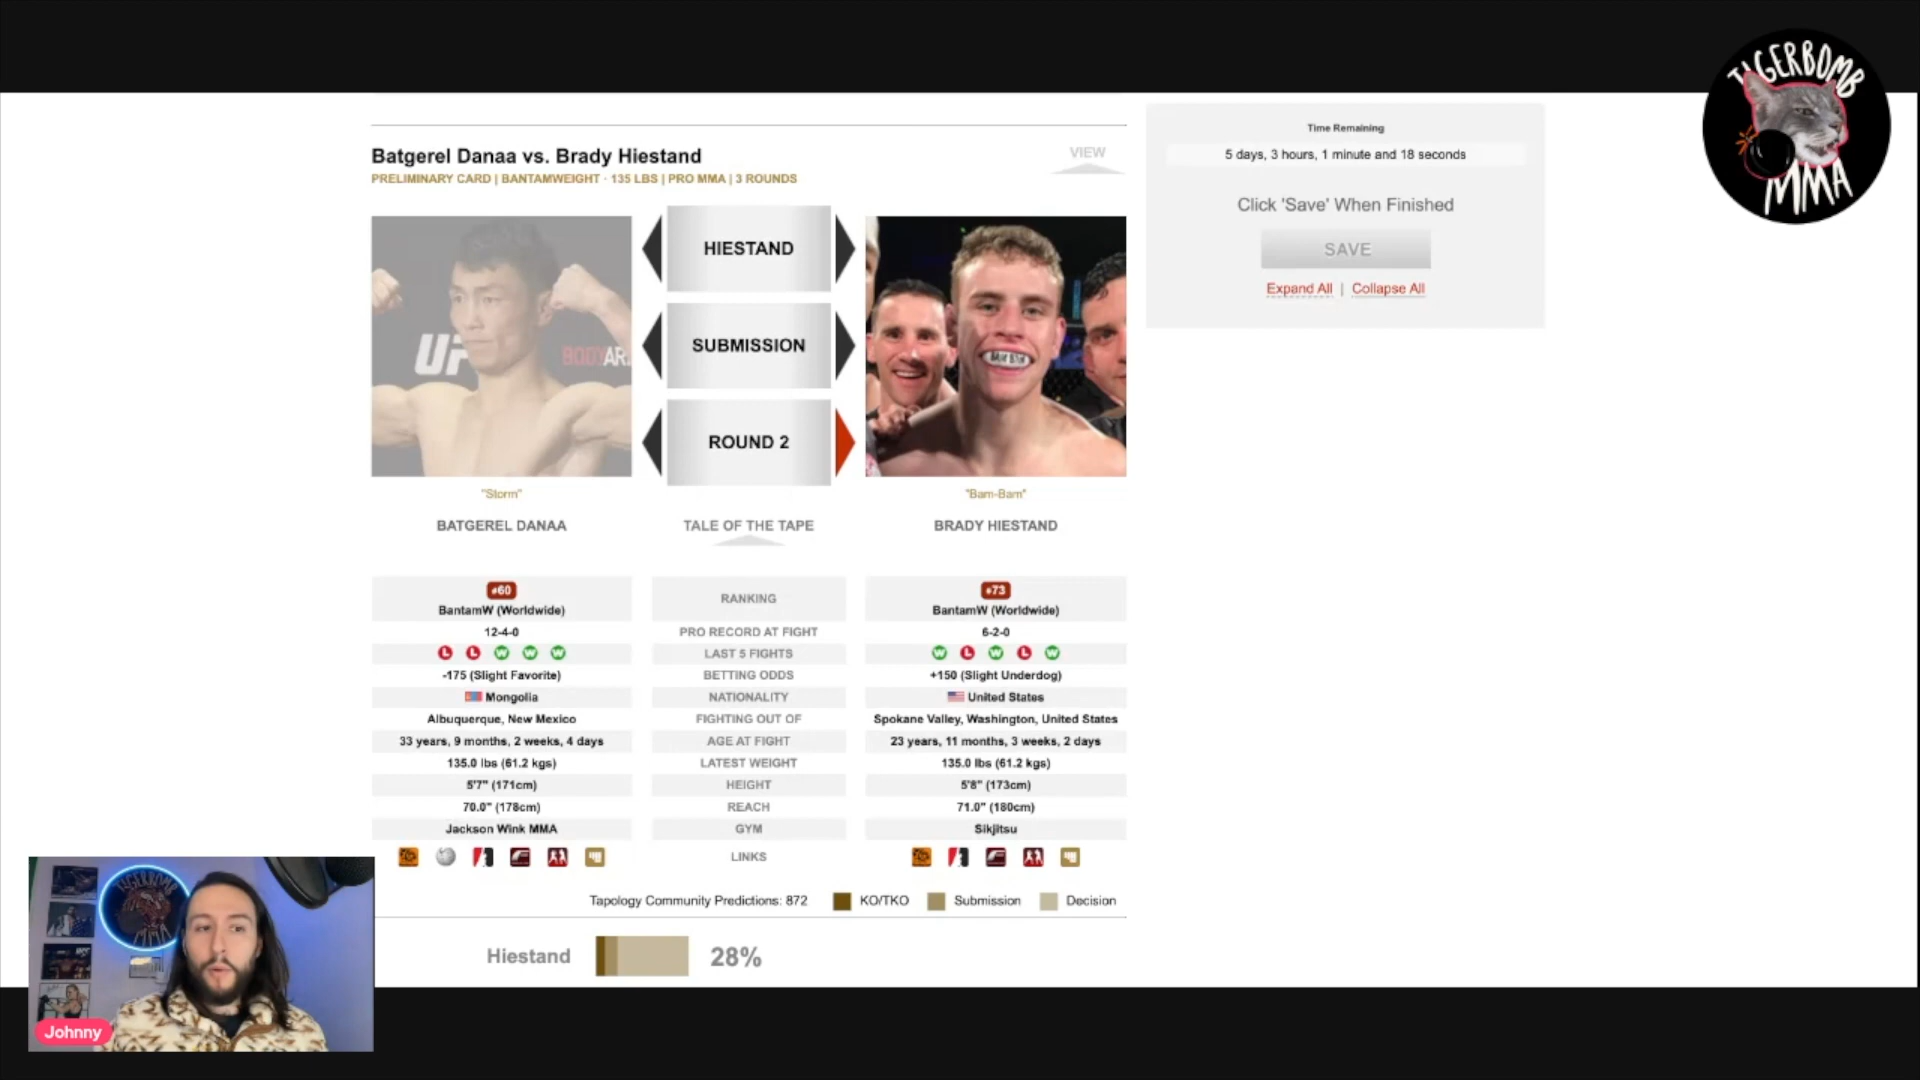 TIGERBOMB
MMA
Time Remaining
5 days, 3 hours, 1 minute and 18 seconds
Click 'Save' When Finished
SAVE
Expand All | Collapse All
Batgerel Danaa vs. Brady Hiestand
VIEW
PRELIMINARY CARD | BANTAMWEIGHT · 135 LBS | PRO MMA | 3 ROUNDS
HIESTAND
SUBMISSION
ROUND 2
UF
BODYAR
"Storm"
"Bam-Bam"
BATGEREL DANAA
TALE OF THE TAPE
BRADY HIESTAND
#60
#73
BantamW (Worldwide)
RANKING
BantamW (Worldwide)
12-4-0
PRO RECORD AT FIGHT
6-2-0
L L W W W
LAST 5 FIGHTS
W L W L W
-175 (Slight Favorite)
BETTING ODDS
+150 (Slight Underdog)
Mongolia
NATIONALITY
United States
Albuquerque, New Mexico
FIGHTING OUT OF
Spokane Valley, Washington, United States
33 years, 9 months, 2 weeks, 4 days
AGE AT FIGHT
23 years, 11 months, 3 weeks, 2 days
135.0 lbs (61.2 kgs)
LATEST WEIGHT
135.0 lbs (61.2 kgs)
5'7" (171cm)
HEIGHT
5'8" (173cm)
70.0" (178cm)
REACH
71.0" (180cm)
Jackson Wink MMA
GYM
Sikjitsu
LINKS
Tapology Community Predictions: 872
KO/TKO
Submission
Decision
Hiestand
28%
TIGERBOMB
MMA
Johnny